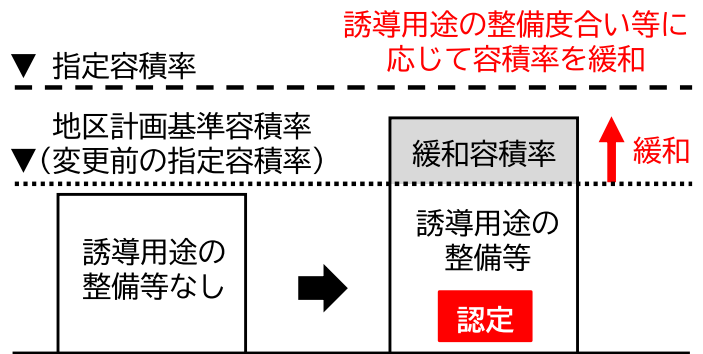 誘導用途の整備度合い等に
応じて容積率を緩和
▼ 指定容積率
地区計画基準容積率
▼(変更前の指定容積率)
緩和容積率
緩和
誘導用途の
整備等なし
誘導用途の
整備等
認定